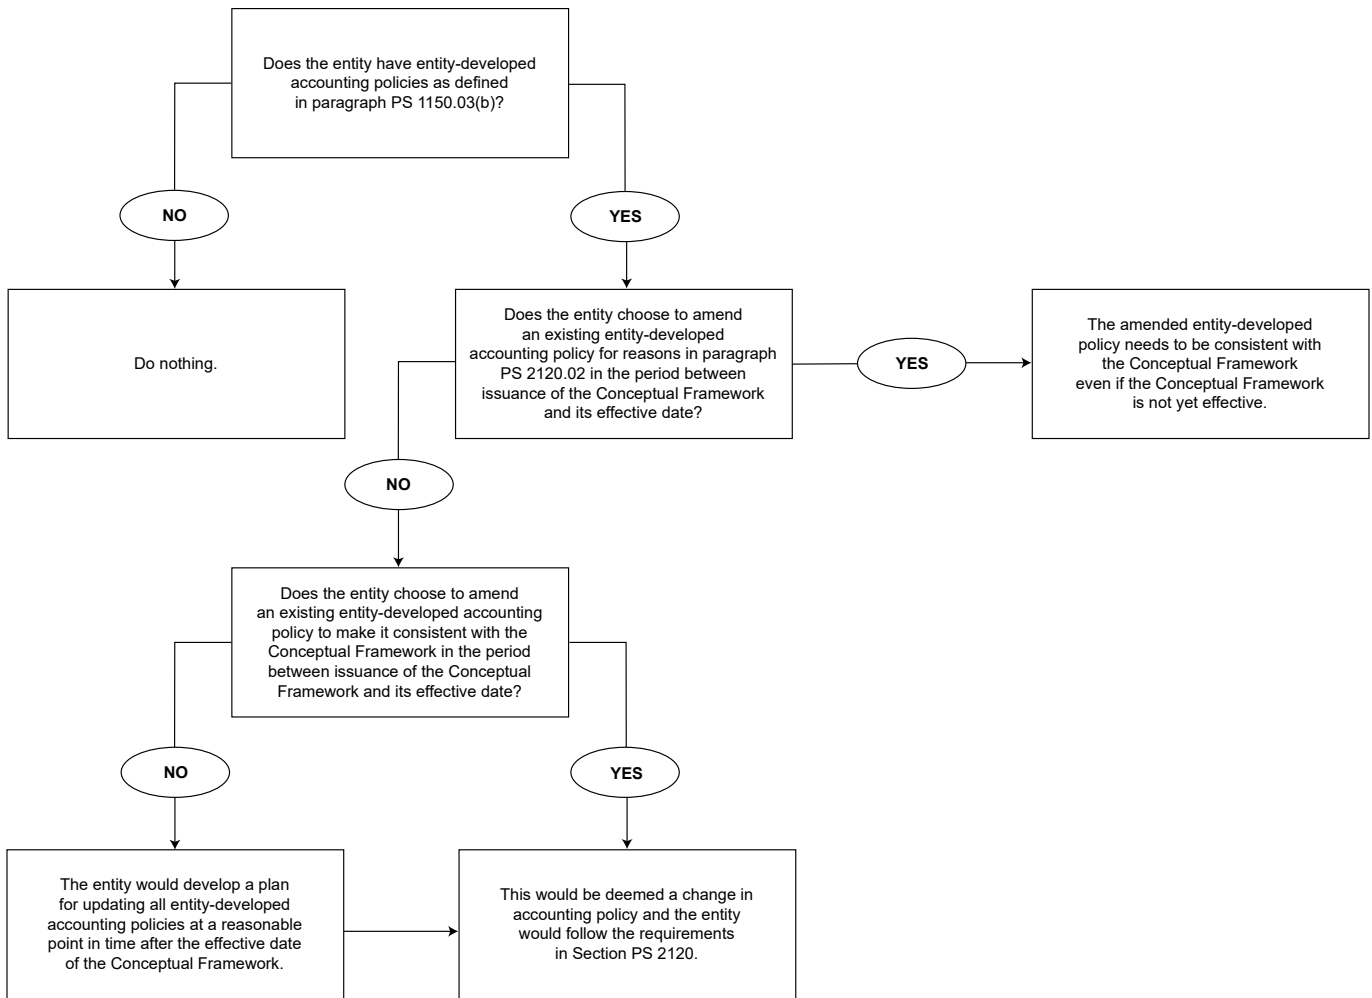 Does the entity have entity-developed
accounting policies as defined
in paragraph PS 1150.03(b)?
NO
YES
Do nothing.
Does the entity choose to amend
an existing entity-developed
accounting policy for reasons in paragraph
PS 2120.02 in the period between
issuance of the Conceptual Framework
and its effective date?
YES
The amended entity-developed
policy needs to be consistent with
the Conceptual Framework
even if the Conceptual Framework
is not yet effective.
NO
Does the entity choose to amend
an existing entity-developed accounting
policy to make it consistent with the
Conceptual Framework in the period
between issuance of the Conceptual
Framework and its effective date?
NO
YES
The entity would develop a plan
for updating all entity-developed
accounting policies at a reasonable
point in time after the effective date
of the Conceptual Framework.
This would be deemed a change in
accounting policy and the entity
would follow the requirements
in Section PS 2120.